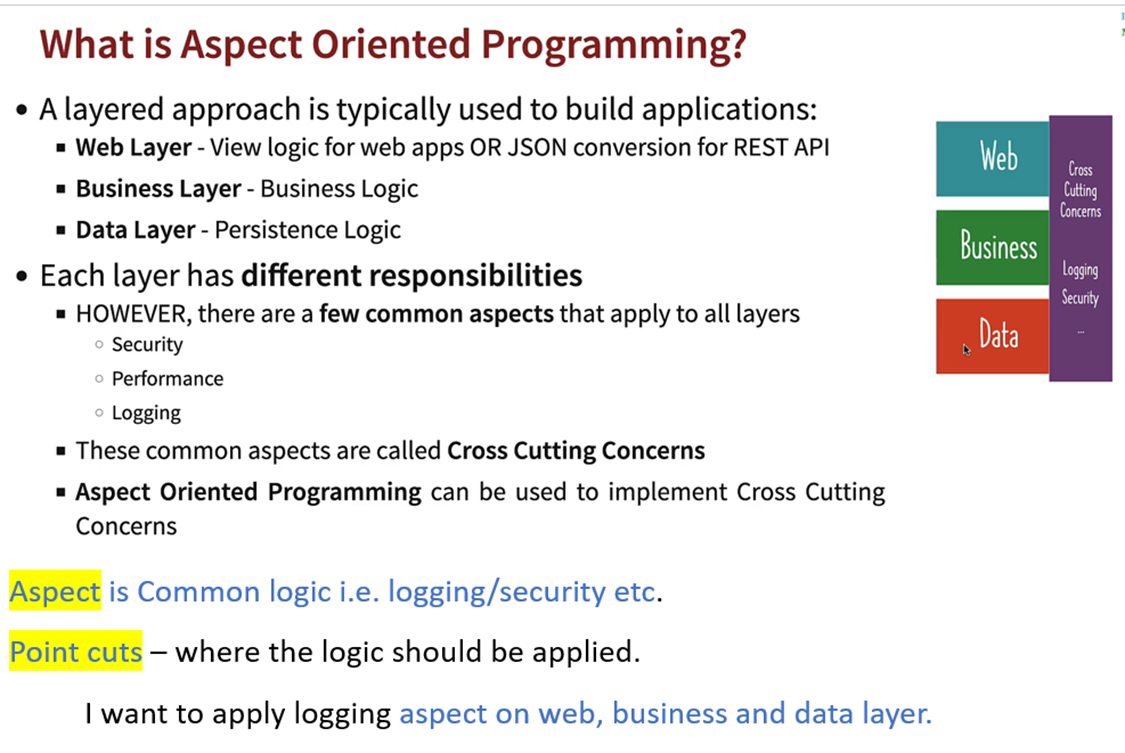 What is Aspect Oriented Programming?
• A layered approach is typically used to build applications:
▪ Web Layer - View logic for web apps OR JSON conversion for REST API
▪ Business Layer - Business Logic
▪ Data Layer - Persistence Logic
• Each layer has different responsibilities
▪ HOWEVER, there are a few common aspects that apply to all layers
○ Security
○ Performance
○ Logging
▪ These common aspects are called Cross Cutting Concerns
▪ Aspect Oriented Programming can be used to implement Cross Cutting
Concerns
Web
Business
Data
Cross
Cutting
Concerns
Logging
Security
...
Aspect is Common logic i.e. logging/security etc.
Point cuts – where the logic should be applied.
I want to apply logging aspect on web, business and data layer.